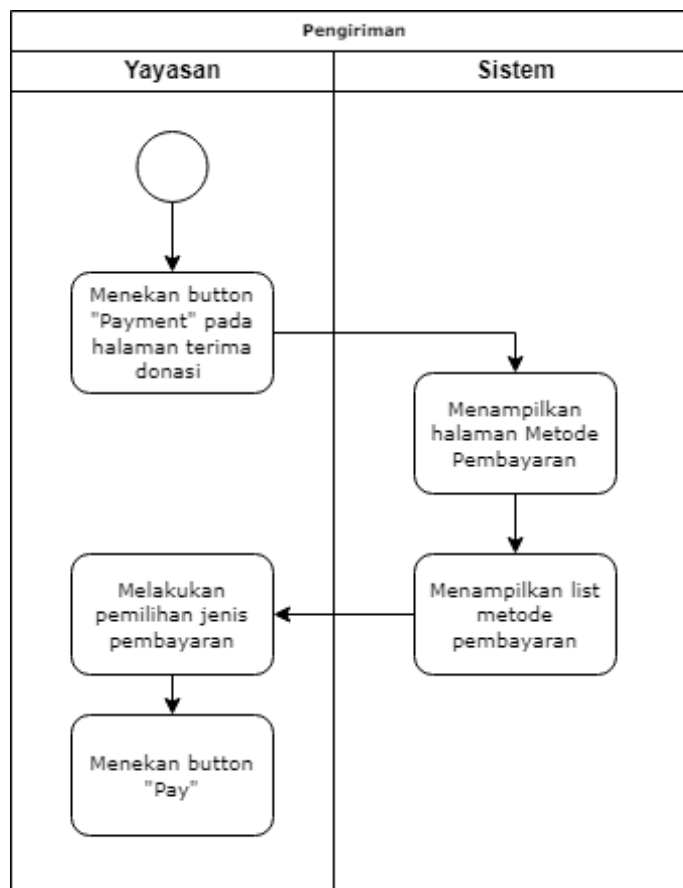 Pengiriman
Yayasan
Sistem
Menekan button
"Payment" pada
halaman terima
donasi
Menampilkan
halaman Metode
Pembayaran
Menampilkan list
metode
pembayaran
Melakukan
pemilihan jenis
pembayaran
Menekan button
"Pay"